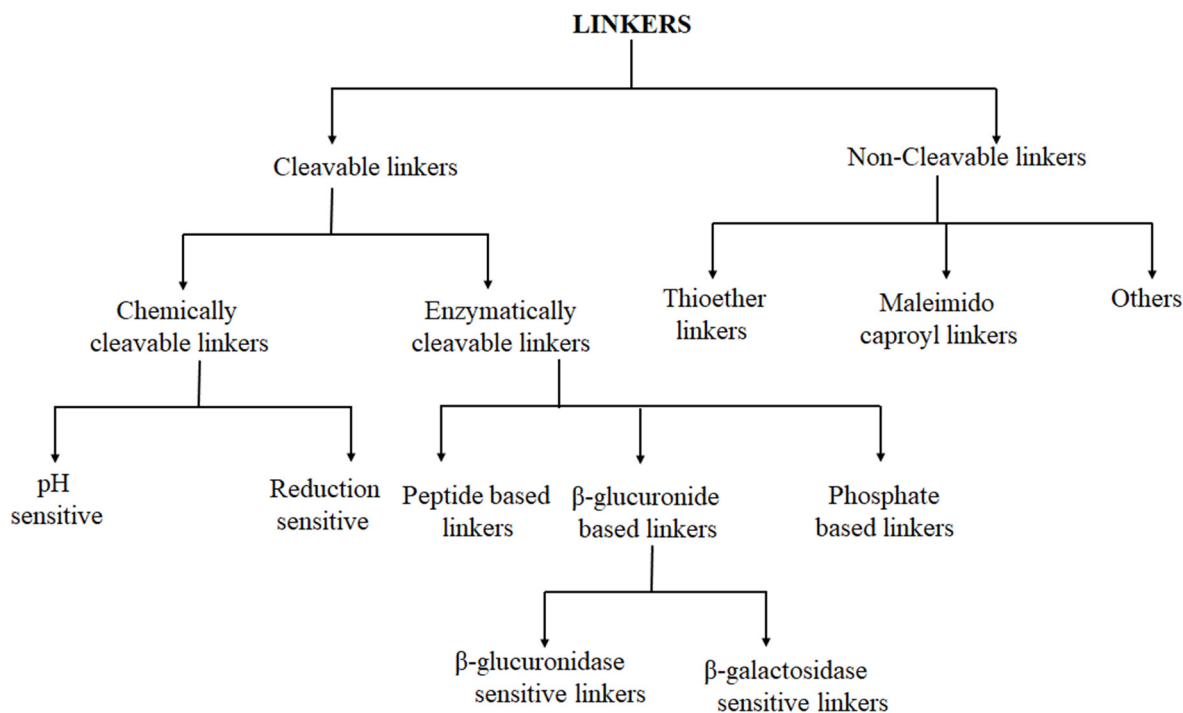 LINKERS
Cleavable linkers
Non-Cleavable linkers
Chemically
cleavable linkers
Enzymatically
cleavable linkers
Thioether
linkers
Maleimido
caproyl linkers
Others
pH
sensitive
Reduction
sensitive
Peptide based
linkers
β-glucuronide
based linkers
Phosphate
based linkers
β-glucuronidase
sensitive linkers
β-galactosidase
sensitive linkers